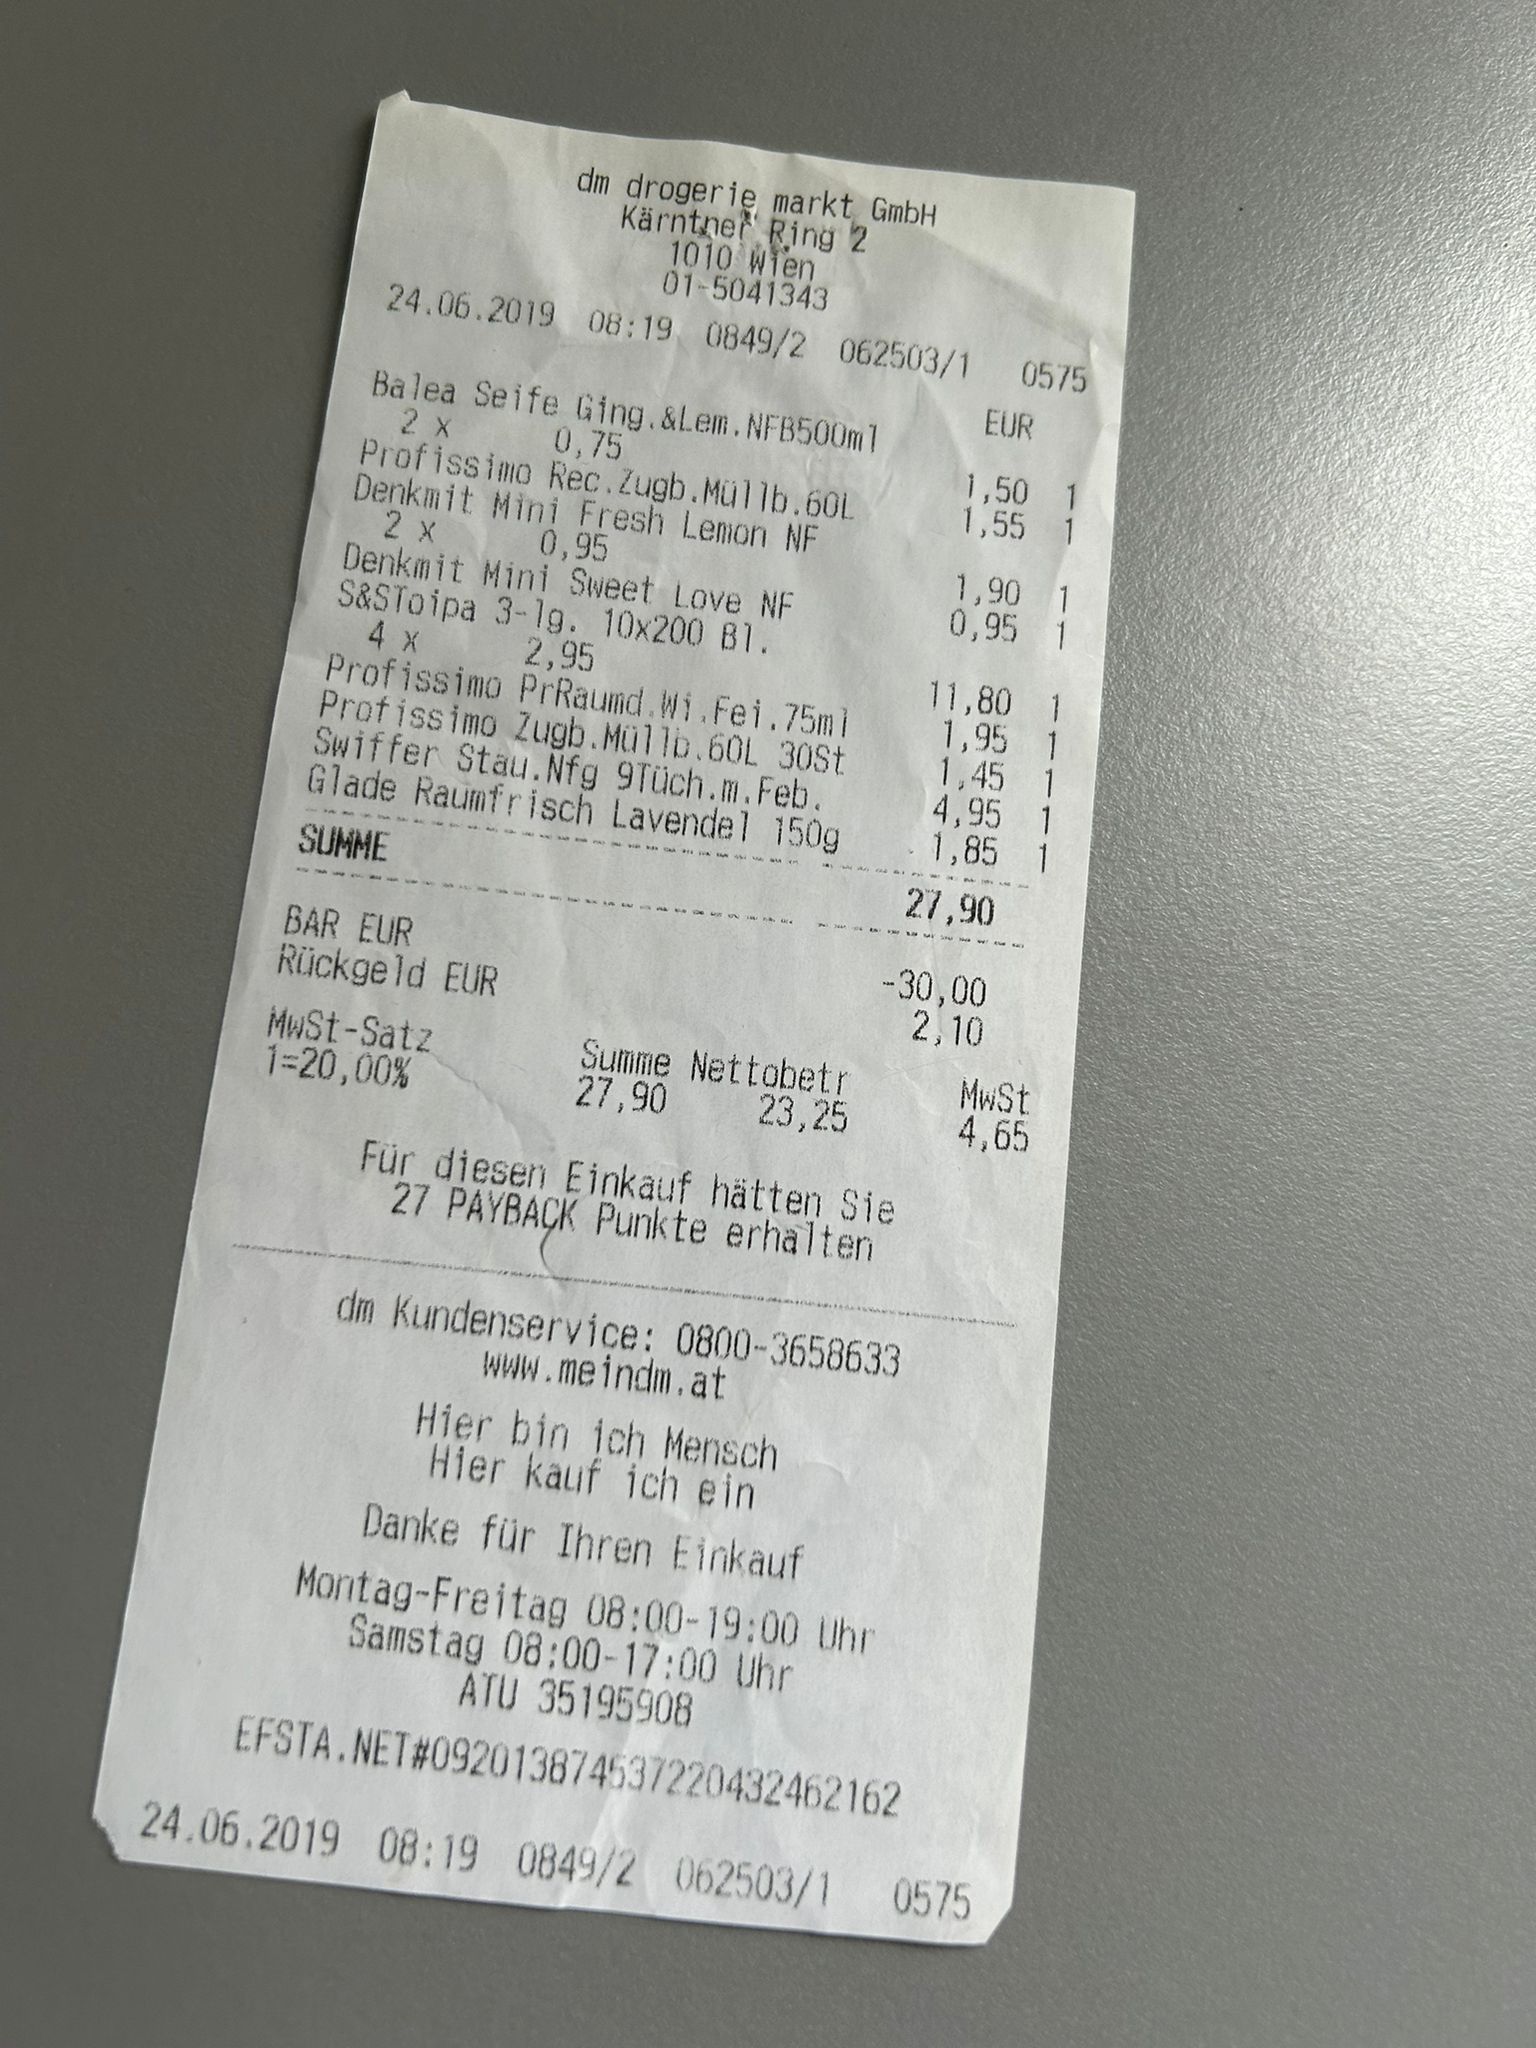 dm drogerie markt GmbH
Kärntner Ring 2
1010 Wien
01-5041343
24.06.2019 08:19 0849/2 062503/1 0575
EUR
Balea Seife Ging.&Lem.NFB500ml
2 x 0,75 1,50 1
Profissimo Rec.Zugb.Müllb.60L 1,55 1
Denkmit Mini Fresh Lemon NF
2 x 0,95 1,90 1
Denkmit Mini Sweet Love NF 0,95 1
S&SToipa 3-lg. 10x200 Bl.
4 x 2,95 11,80 1
Profissimo PrRaumd.Wi.Fei.75ml 1,95 1
Profissimo Zugb.Müllb.60L 30St 1,45 1
Swiffer Stau.Nfg 9Tüch.m.Feb. 4,95 1
Glade Raumfrisch Lavendel 150g 1,85 1
SUMME 27,90
BAR EUR -30,00
Rückgeld EUR 2,10
MwSt-Satz Summe Nettobetr MwSt
1=20,00% 27,90 23,25 4,65
Für diesen Einkauf hätten Sie
27 PAYBACK Punkte erhalten
dm Kundenservice: 0800-3658633
www.meindm.at
Hier bin ich Mensch
Hier kauf ich ein
Danke für Ihren Einkauf
Montag-Freitag 08:00-19:00 Uhr
Samstag 08:00-17:00 Uhr
ATU 35195908
EFSTA.NET#092013874537220432462162
24.06.2019 08:19 0849/2 062503/1 0575